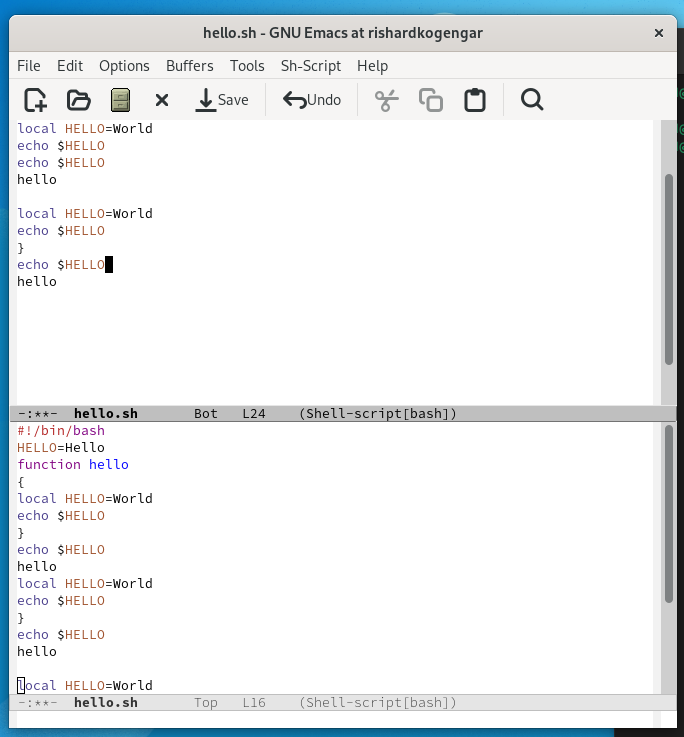 hello.sh - GNU Emacs at rishardkogengar ×
File Edit Options Buffers Tools Sh-Script Help
Save Undo
local HELLO=World
echo $HELLO
echo $HELLO
hello
local HELLO=World
echo $HELLO
}
echo $HELLO
hello
-:**- hello.sh Bot L24 (Shell-script[bash])
#!/bin/bash
HELLO=Hello
function hello
{
local HELLO=World
echo $HELLO
}
echo $HELLO
hello
local HELLO=World
echo $HELLO
}
echo $HELLO
hello
local HELLO=World
-:**- hello.sh Top L16 (Shell-script[bash])